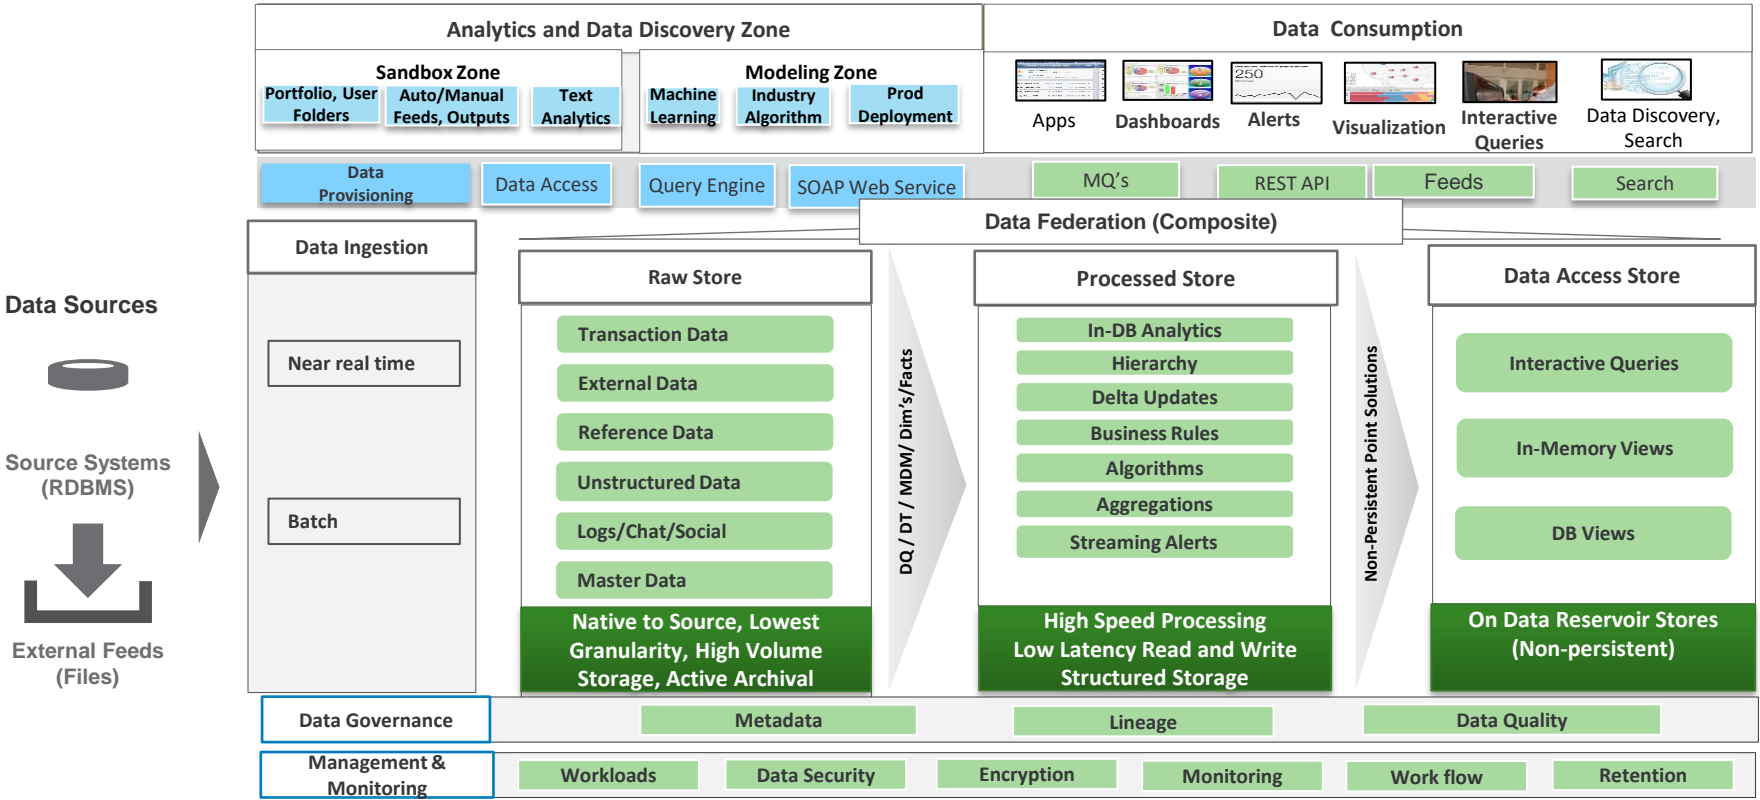 Analytics and Data Discovery Zone
Data Consumption
Sandbox Zone
Portfolio, User
Folders
Auto/Manual
Feeds, Outputs
Text
Analytics
Modeling Zone
Machine
Learning
Industry
Algorithm
Prod
Deployment
250
Apps
Dashboards
Alerts
Visualization
Interactive
Queries
Data Discovery,
Search
Data
Provisioning
Data Access
Query Engine
SOAP Web Service
MQ's
REST API
Feeds
Search
Data Federation (Composite)
Data Sources
Source Systems
(RDBMS)
External Feeds
(Files)
Data Ingestion
Near real time
Batch
Raw Store
Transaction Data
External Data
Reference Data
Unstructured Data
Logs/Chat/Social
Master Data
Native to Source, Lowest
Granularity, High Volume
Storage, Active Archival
DQ / DT / MDM/ Dim's/Facts
Processed Store
In-DB Analytics
Hierarchy
Delta Updates
Business Rules
Algorithms
Aggregations
Streaming Alerts
High Speed Processing
Low Latency Read and Write
Structured Storage
Non-Persistent Point Solutions
Data Access Store
Interactive Queries
In-Memory Views
DB Views
On Data Reservoir Stores
(Non-persistent)
Data Governance
Metadata
Lineage
Data Quality
Management &
Monitoring
Workloads
Data Security
Encryption
Monitoring
Work flow
Retention